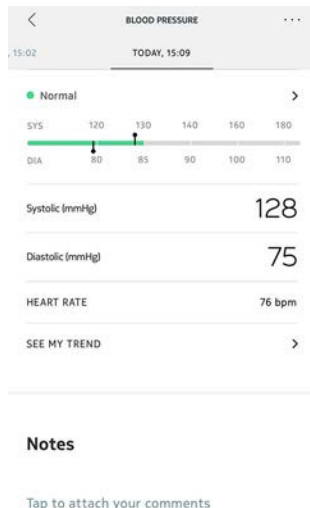 BLOOD PRESSURE
, 15:02 TODAY, 15:09
Normal
SYS 120 130 140 160 180
DIA 80 85 90 100 110
Systolic (mmHg) 128
Diastolic (mmHg) 75
HEART RATE 76 bpm
SEE MY TREND
Notes
Tap to attach your comments